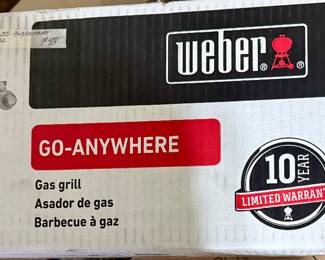 weber
GO-ANYWHERE
Gas grill
Asador de gas
Barbecue à gaz
10
YEAR
LIMITED WARRANT